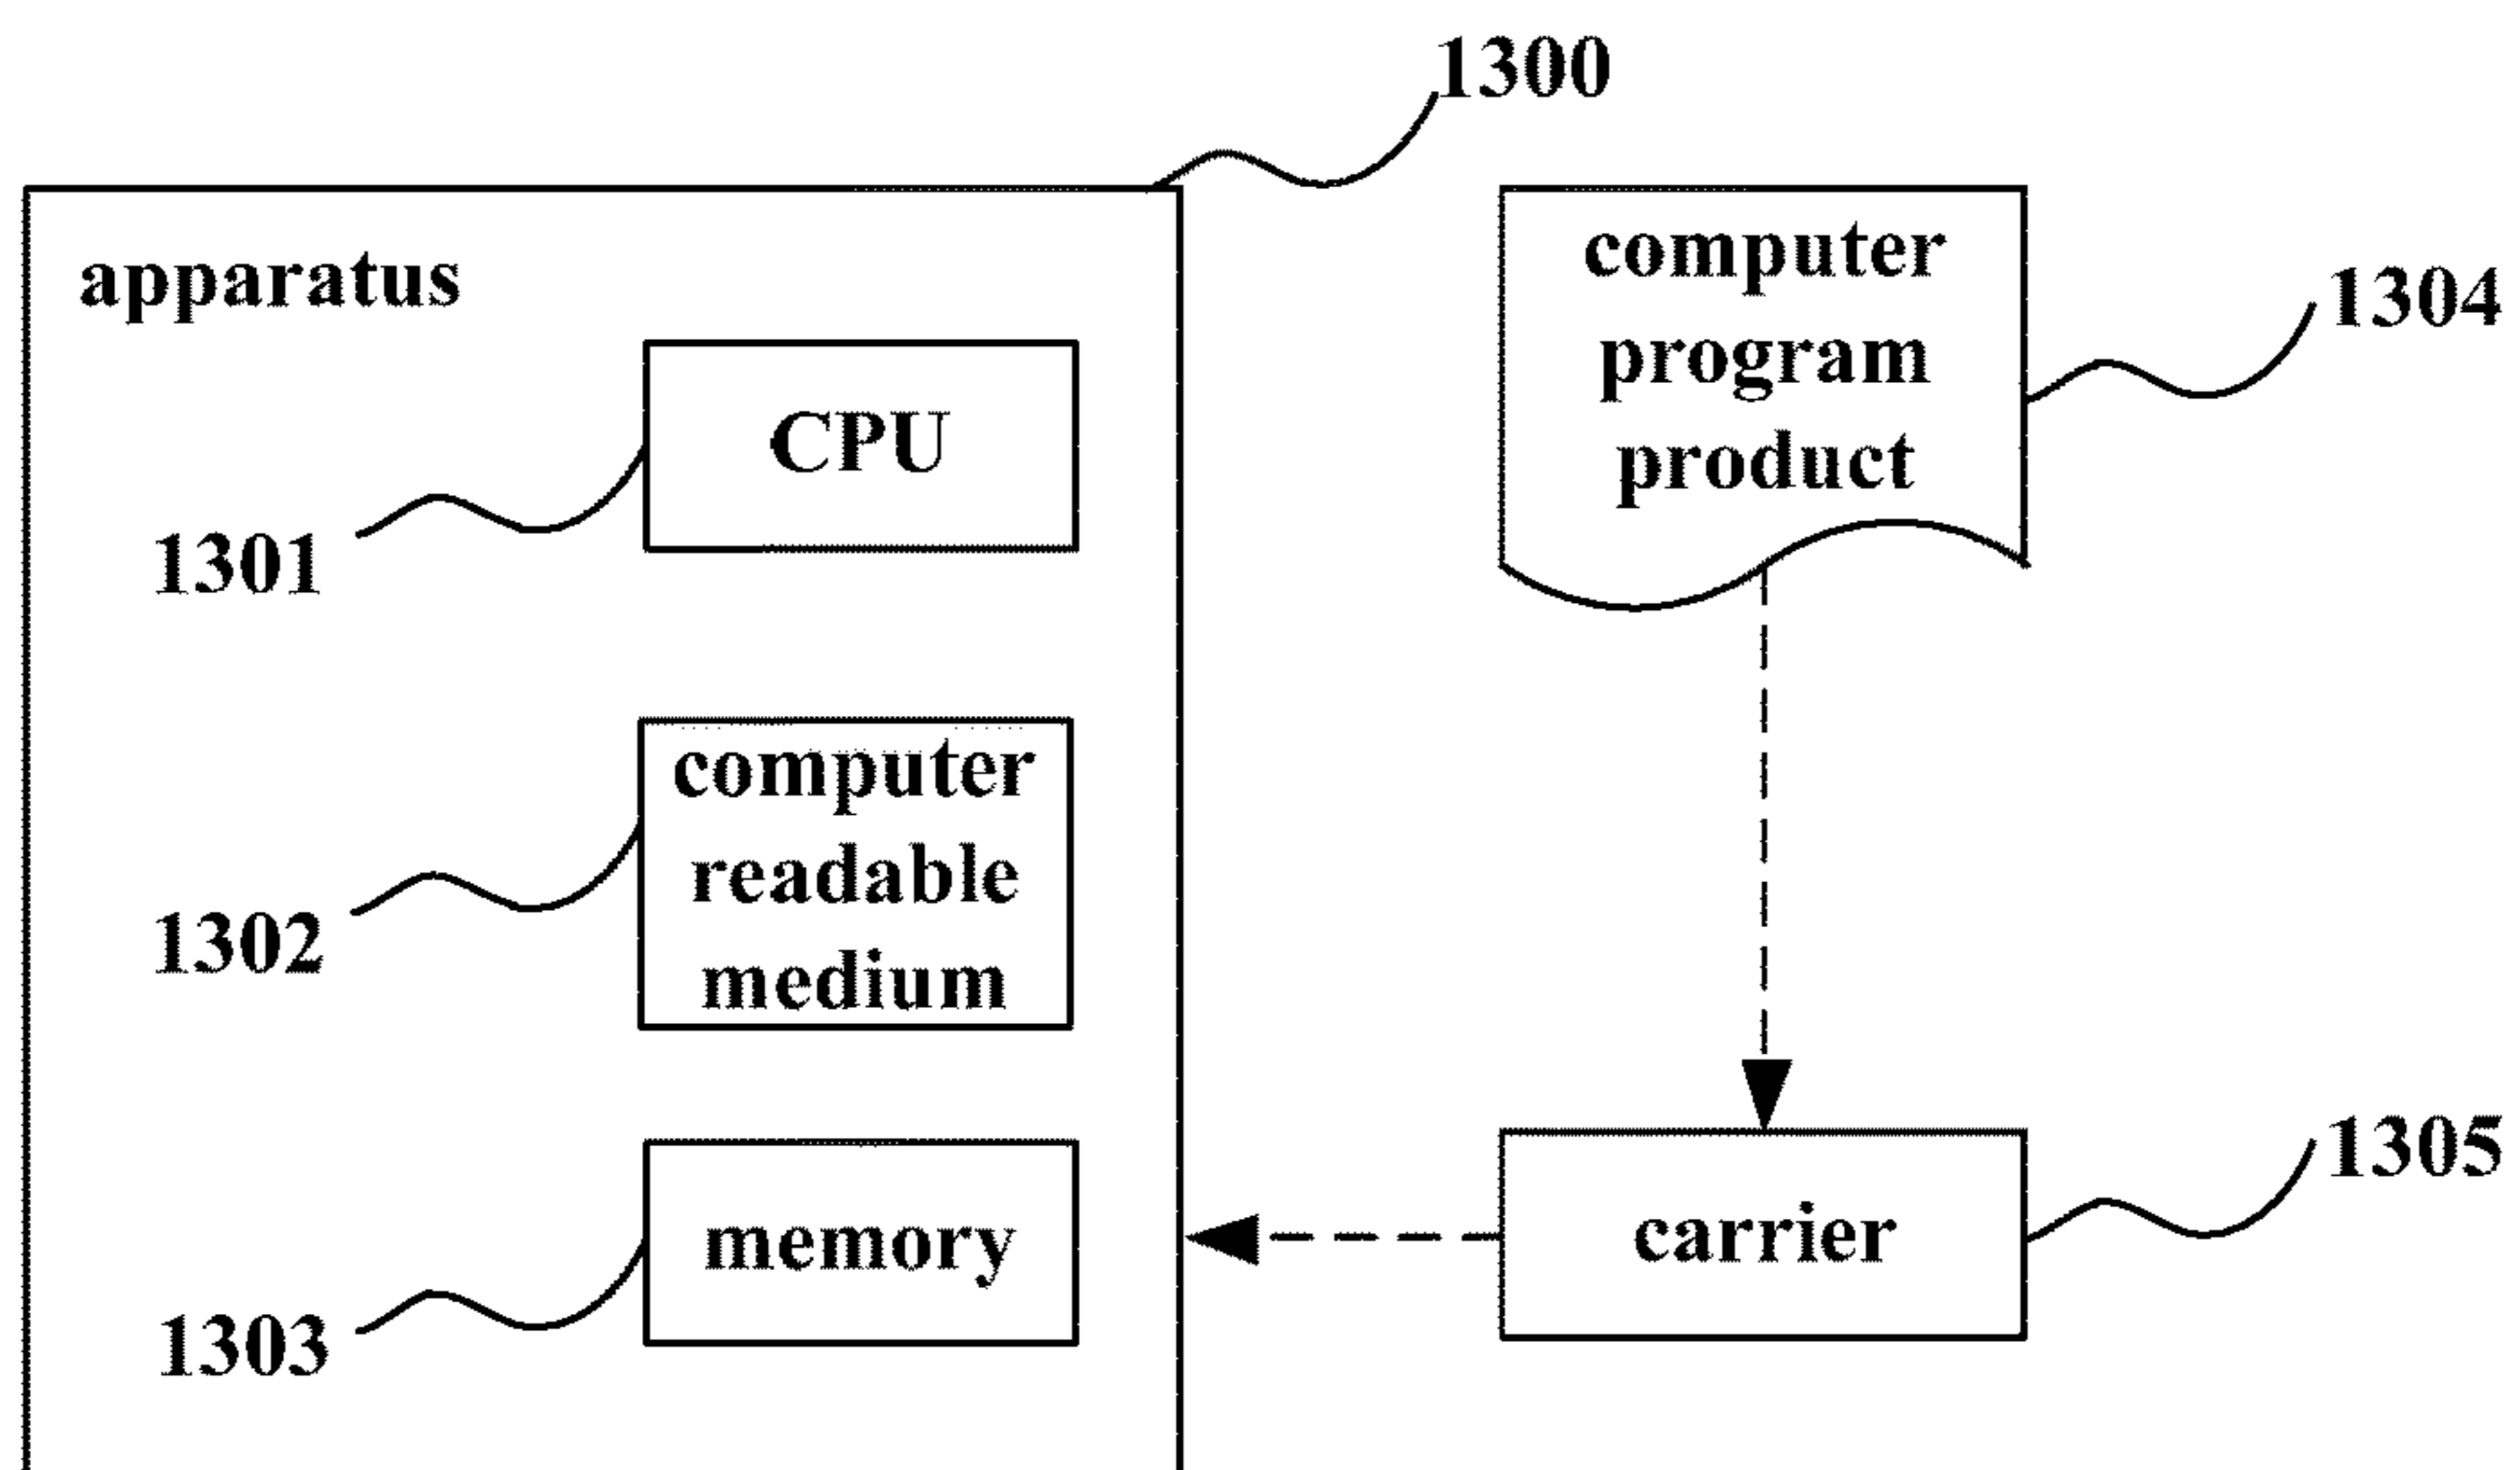 1300
apparatus
CPU
1301
computer
readable
medium
1302
memory
1303
computer
program
product
1304
carrier
1305